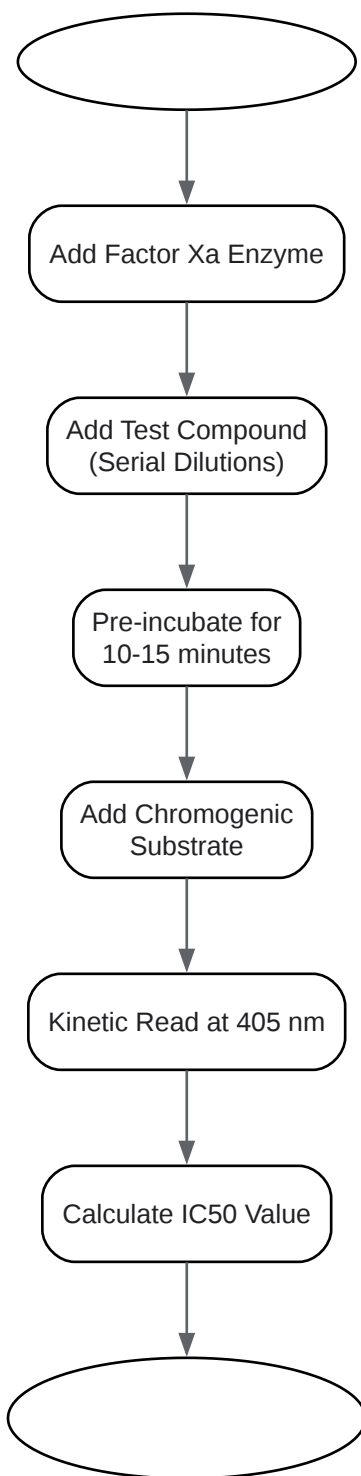 Add Factor Xa Enzyme
Add Test Compound
(Serial Dilutions)
Pre-incubate for
10-15 minutes
Add Chromogenic
Substrate
Kinetic Read at 405 nm
Calculate IC50 Value